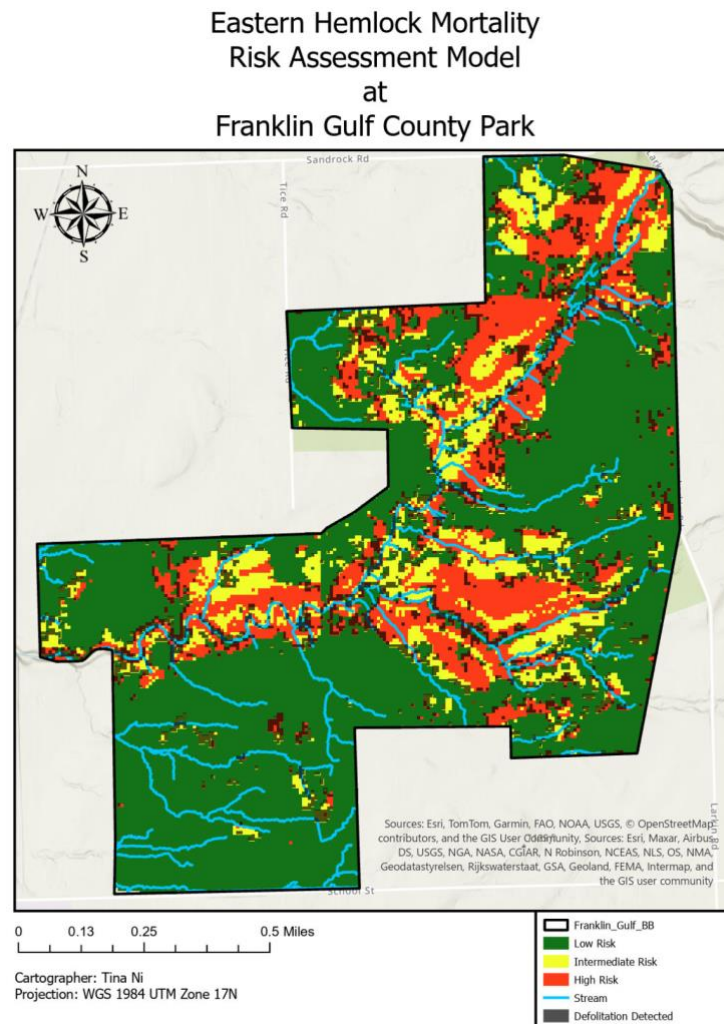 Eastern Hemlock Mortality
Risk Assessment Model
at
Franklin Gulf County Park
Sandrock Rd
Tice Rd
N
W
E
S
Sources: Esri, TomTom, Garmin, FAO, NOAA, USGS, © OpenStreetMap
contributors, and the GIS User Community, Sources: Esri, Maxar, Airbus
DS, USGS, NGA, NASA, CGIAR, N Robinson, NCEAS, NLS, OS, NMA,
Geodatastyrelsen, Rijkswaterstaat, GSA, Geoland, FEMA, Intermap, and
the GIS user community
School St
0
0.13
0.25
0.5 Miles
Cartographer: Tina Ni
Projection: WGS 1984 UTM Zone 17N
Franklin_Gulf_BB
Low Risk
Intermediate Risk
High Risk
Stream
Defolitation Detected